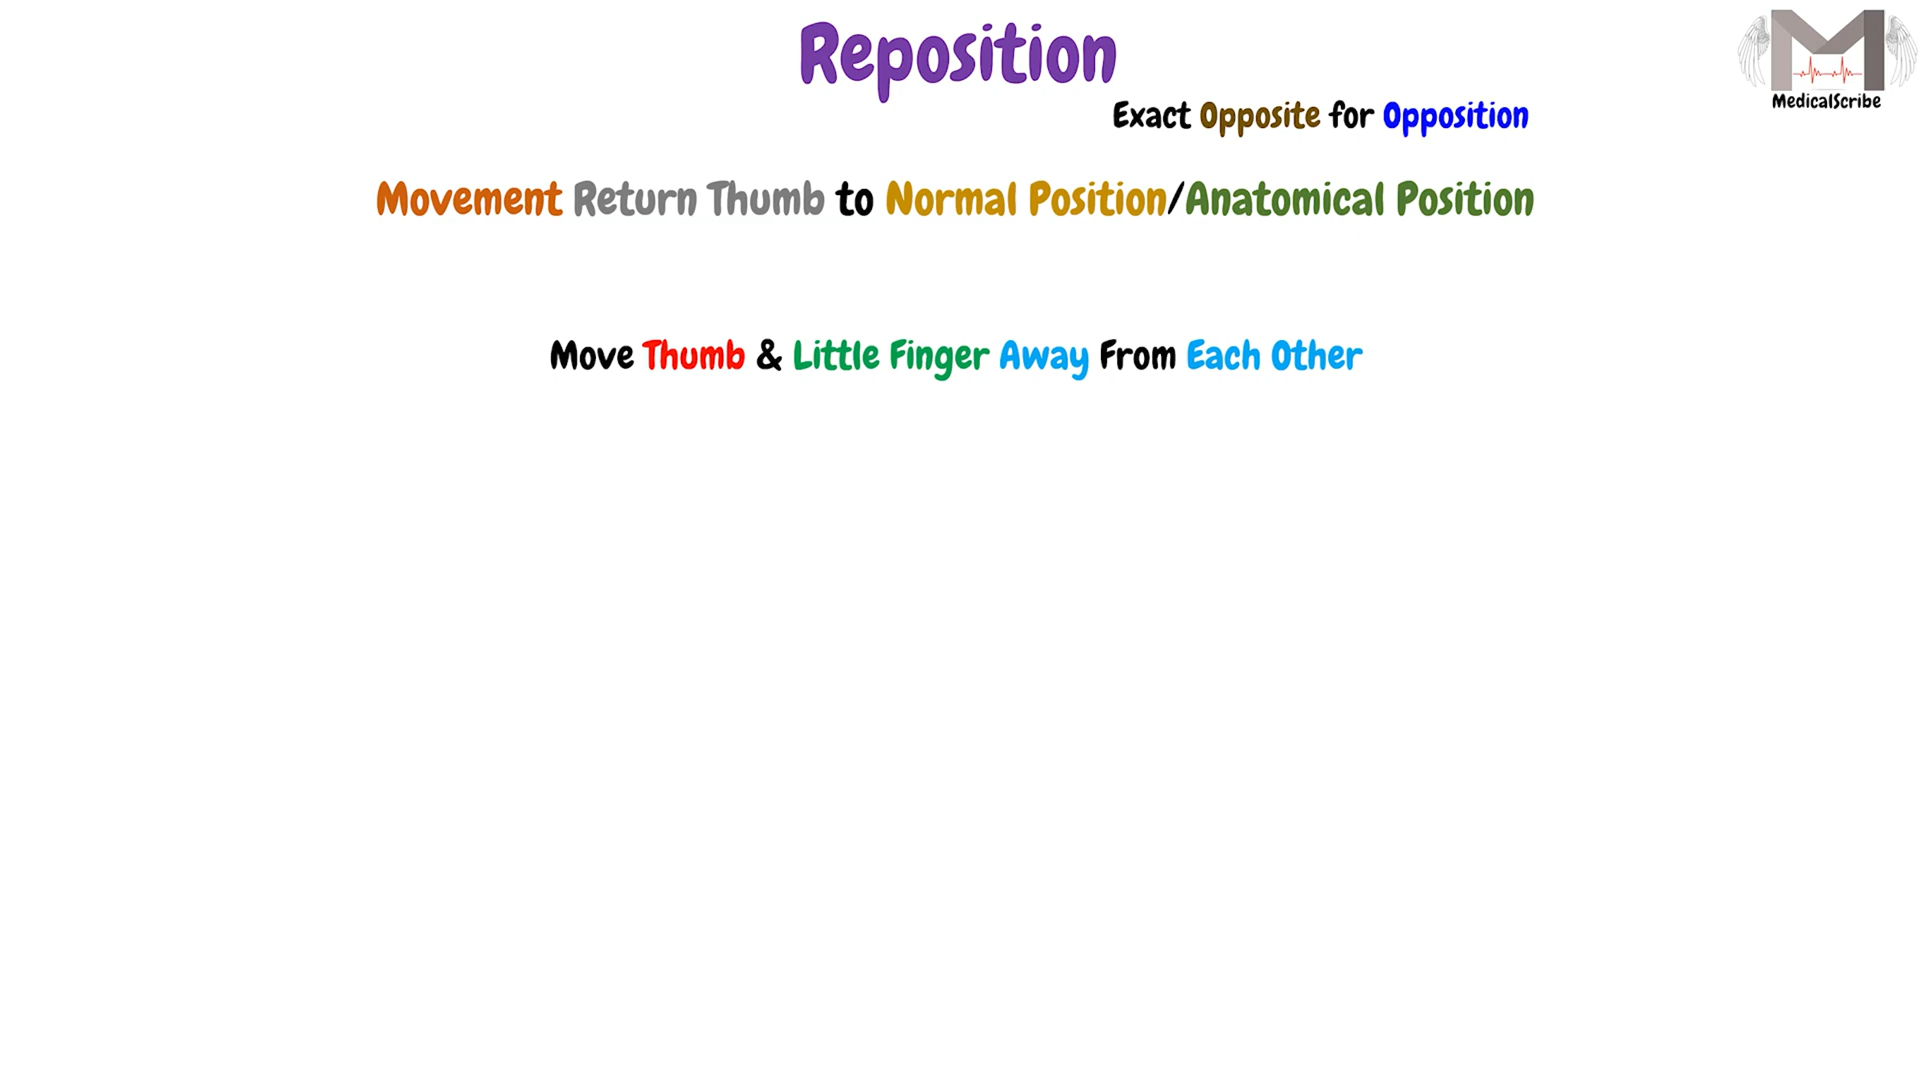 Reposition
MedicalScribe
Exact Opposite for Opposition
Movement Return Thumb to Normal Position/Anatomical Position
Move Thumb & Little Finger Away From Each Other